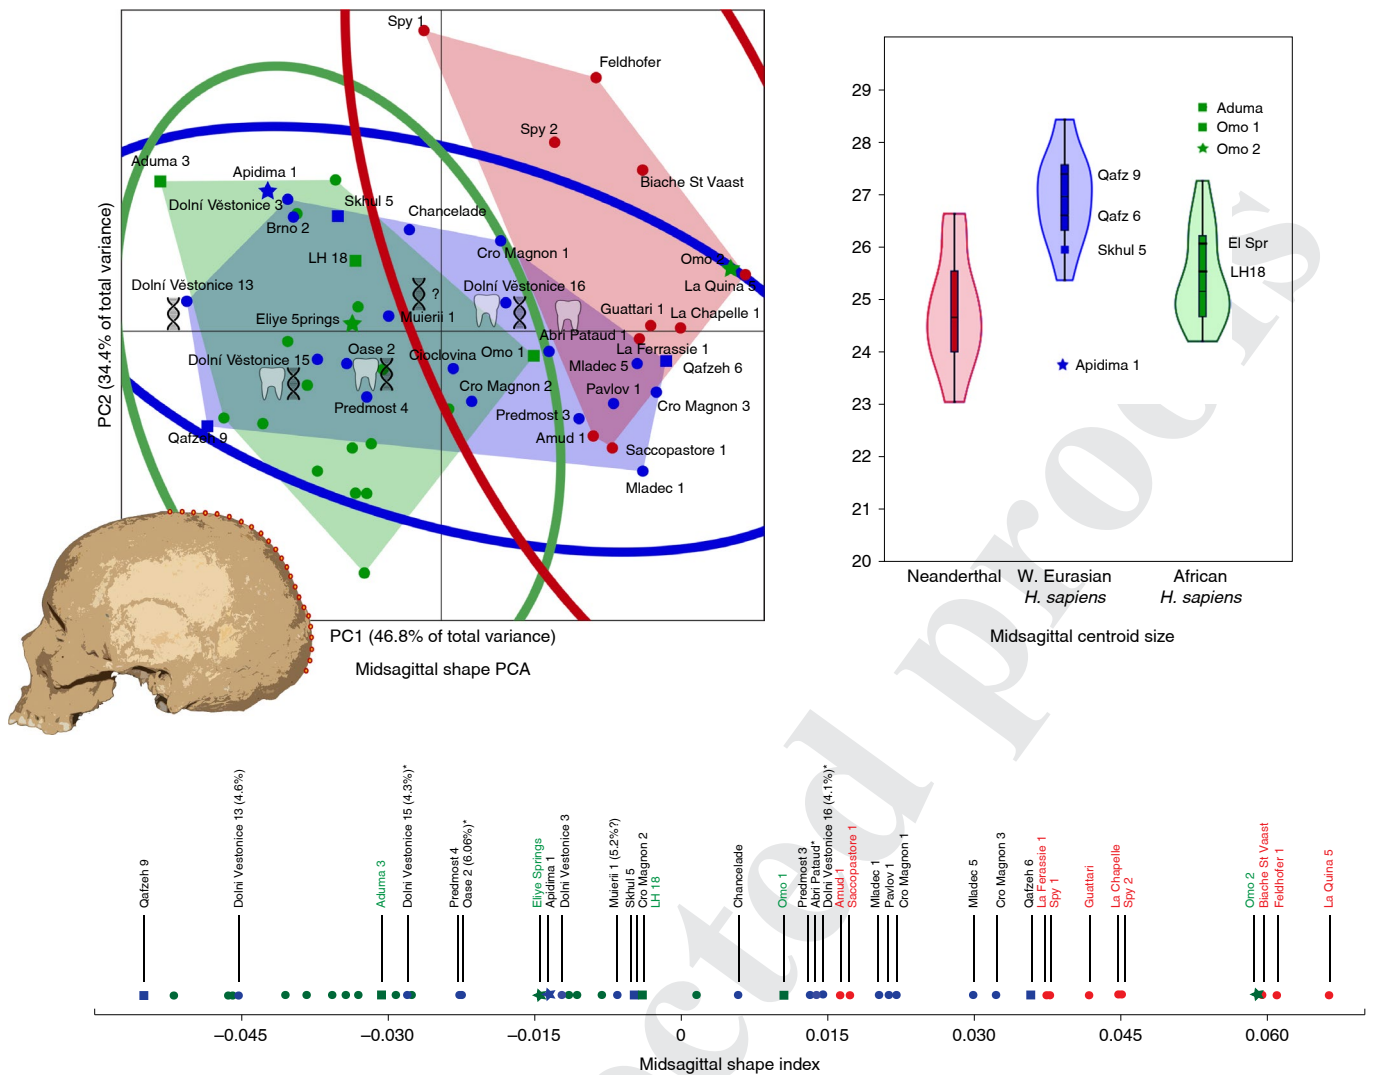 Spy 1
Feldhofer
Spy 2
Biache St Vaast
Aduma 3
Apidima 1
Dolní Věstonice 3
Skhul 5
Brno 2
Chancelade
Cro Magnon 1
LH 18
Omo 2
La Quina 5
Dolní Věstonice 13
?
Dolní Věstonice 16
Eliye 5prings
Muierii 1
Guattari 1
La Chapelle 1
Abri Pataud 1
La Ferrassie 1
Dolní Věstonice 15
Oase 2
Cioclovina
Omo 1
Mladec 5
Qafzeh 6
Cro Magnon 2
Pavlov 1
Predmost 4
Predmost 3
Cro Magnon 3
Qafzeh 9
Amud 1
Saccopastore 1
Mladec 1
PC2 (34.4% of total variance)
PC1 (46.8% of total variance)
Midsagittal shape PCA
29
28
27
26
25
24
23
22
21
20
Aduma
Omo 1
Omo 2
Qafz 9
Qafz 6
Skhul 5
El Spr
LH18
Apidima 1
Neanderthal
W. Eurasian
H. sapiens
African
H. sapiens
Midsagittal centroid size
Qafzeh 9
Dolní Vestonice 13 (4.6%)
Aduma 3
Dolní Vestonice 15 (4.3%)*
Predmost 4
Oase 2 (6.06%)*
Eliye Springs
Apidima 1
Dolní Vestonice 3
Muierii 1 (5.2%?)
Skhul 5
Cro Magnon 2
LH 18
Chancelade
Omo 1
Predmost 3
Abri Pataud*
Dolní Vestonice 16 (4.1%)*
Amud 1
Saccopastore 1
Mladec 1
Pavlov 1
Cro Magnon 1
Mladec 5
Cro Magnon 3
Qafzeh 6
La Ferassie 1
Spy 1
Guattari
La Chapelle
Spy 2
Omo 2
Biache St Vaast
Feldhofer 1
La Quina 5
–0.045
–0.030
–0.015
0
0.015
0.030
0.045
0.060
Midsagittal shape index